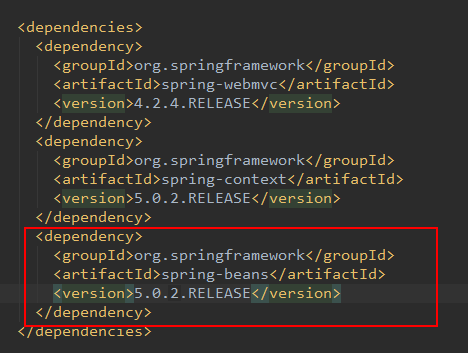 <dependencies>
<dependency>
<groupId>org.springframework</groupId>
<artifactId>spring-webmvc</artifactId>
<version>4.2.4.RELEASE</version>
</dependency>
<dependency>
<groupId>org.springframework</groupId>
<artifactId>spring-context</artifactId>
<version>5.0.2.RELEASE</version>
</dependency>
<dependency>
<groupId>org.springframework</groupId>
<artifactId>spring-beans</artifactId>
<version>5.0.2.RELEASE</version>
</dependency>
</dependencies>